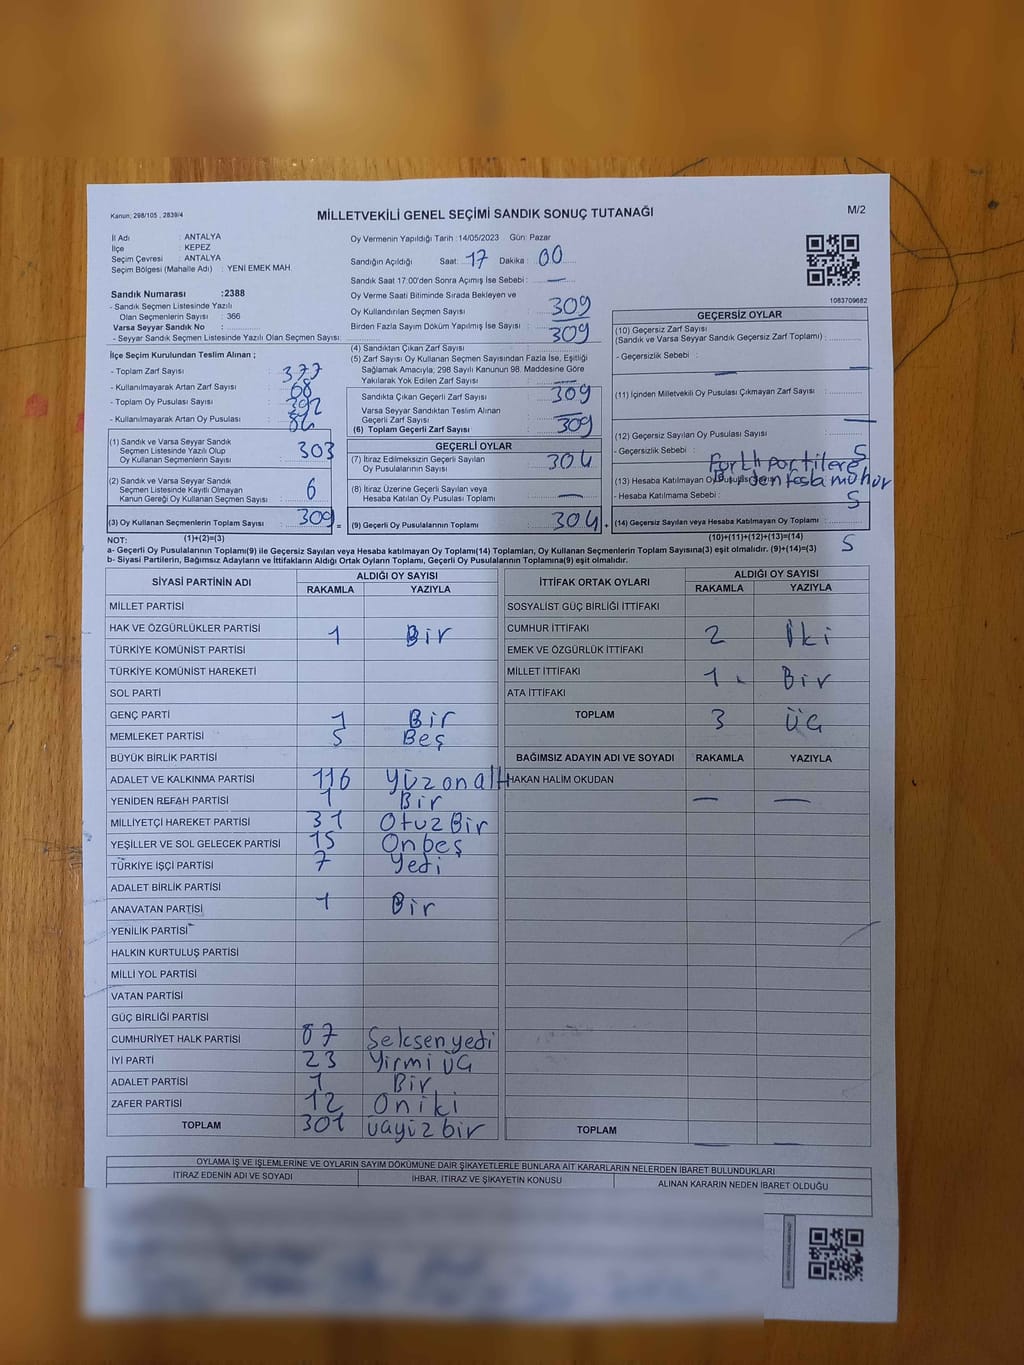 Kanun; 298/105 , 2839/4
MİLLETVEKİLİ GENEL SEÇİMİ SANDIK SONUÇ TUTANAĞI
M/2
İl Adı : ANTALYA
İlçe : KEPEZ
Seçim Çevresi : ANTALYA
Seçim Bölgesi (Mahalle Adı) : YENİ EMEK MAH.
Sandık Numarası :2388
- Sandık Seçmen Listesinde Yazılı
Olan Seçmenlerin Sayısı : 366
Varsa Seyyar Sandık No :
- Seyyar Sandık Seçmen Listesinde Yazılı Olan Seçmen Sayısı:
Oy Vermenin Yapıldığı Tarih :14/05/2023 Gün: Pazar
Sandığın Açıldığı Saat: 17 Dakika : 00
Sandık Saat 17:00'den Sonra Açımış İse Sebebi : —
Oy Verme Saati Bitiminde Sırada Bekleyen ve
Oy Kullandırılan Seçmen Sayısı : 309
Birden Fazla Sayım Döküm Yapılmış İse Sayısı : 309
1083709682
İlçe Seçim Kurulundan Teslim Alınan ;
- Toplam Zarf Sayısı : 377
- Kullanılmayarak Artan Zarf Sayısı : 68
- Toplam Oy Pusulası Sayısı : 392
- Kullanılmayarak Artan Oy Pusulası :
(1) Sandık ve Varsa Seyyar Sandık
Seçmen Listesinde Yazılı Olup
Oy Kullanan Seçmenlerin Sayısı : 303
(2) Sandık ve Varsa Seyyar Sandık
Seçmen Listesinde Kayıtlı Olmayan
Kanun Gereği Oy Kullanan Seçmen Sayısı : 6
(3) Oy Kullanan Seçmenlerin Toplam Sayısı : 309 =
(4) Sandıktan Çıkan Zarf Sayısı :
(5) Zarf Sayısı Oy Kullanan Seçmen Sayısından Fazla İse, Eşitliği
Sağlamak Amacıyla; 298 Sayılı Kanunun 98. Maddesine Göre
Yakılarak Yok Edilen Zarf Sayısı : —
Sandıkta Çıkan Geçerli Zarf Sayısı : 309
Varsa Seyyar Sandıktan Teslim Alınan
Geçerli Zarf Sayısı : —
(6) Toplam Geçerli Zarf Sayısı : 309
GEÇERLİ OYLAR
(7) İtiraz Edilmeksizin Geçerli Sayılan
Oy Pusulalarının Sayısı : 304
(8) İtiraz Üzerine Geçerli Sayılan veya
Hesaba Katılan Oy Pusulası Toplamı : —
(9) Geçerli Oy Pusulalarının Toplamı : 304 +
GEÇERSİZ OYLAR
(10) Geçersiz Zarf Sayısı
(Sandık ve Varsa Seyyar Sandık Geçersiz Zarf Toplamı) :
- Geçersizlik Sebebi : —
(11) İçinden Milletvekili Oy Pusulası Çıkmayan Zarf Sayısı :
—
(12) Geçersiz Sayılan Oy Pusulası Sayısı : 5
- Geçersizlik Sebebi : Farklı partilere
Birden fazla mühür
(13) Hesaba Katılmayan Oy Pusulası Sayısı :
- Hesaba Katılmama Sebebi : 5
(14) Geçersiz Sayılan veya Hesaba Katılmayan Oy Toplamı :
(10)+(11)+(12)+(13)=(14) 5
NOT: (1)+(2)=(3)
a- Geçerli Oy Pusulaları Toplamı(9) ile Geçersiz Sayılan veya Hesaba katılmayan Oy Toplamı(14) Toplamları, Oy Kullanan Seçmenlerin Toplam Sayısına(3) eşit olmalıdır. (9)+(14)=(3)
b- Siyasi Partilerin, Bağımsız Adayların ve İttifakların Aldığı Ortak Oyların Toplamı, Geçerli Oy Pusulalarının Toplamına(9) eşit olmalıdır.
SİYASİ PARTİNİN ADI ALDIĞI OY SAYISI
RAKAMLA YAZIYLA
MİLLET PARTİSİ
HAK VE ÖZGÜRLÜKLER PARTİSİ 1 Bir
TÜRKİYE KOMÜNİST PARTİSİ
TÜRKİYE KOMÜNİST HAREKETİ
SOL PARTİ
GENÇ PARTİ 1 Bir
MEMLEKET PARTİSİ 5 Beş
BÜYÜK BİRLİK PARTİSİ
ADALET VE KALKINMA PARTİSİ 116 Yüzonaltı
YENİDEN REFAH PARTİSİ 1 Bir
MİLLİYETÇİ HAREKET PARTİSİ 31 OtuzBir
YEŞİLLER VE SOL GELECEK PARTİSİ 15 Onbeş
TÜRKİYE İŞÇİ PARTİSİ 7 Yedi
ADALET BİRLİK PARTİSİ
ANAVATAN PARTİSİ 1 Bir
YENİLİK PARTİSİ
HALKIN KURTULUŞ PARTİSİ
MİLLİ YOL PARTİSİ
VATAN PARTİSİ
GÜÇ BİRLİĞİ PARTİSİ
CUMHURİYET HALK PARTİSİ 87 Seksenyedi
İYİ PARTİ 23 Yirmi üÇ
ADALET PARTİSİ 1 Bir
ZAFER PARTİSİ 12 Oniki
TOPLAM 301 üçyüzbir
İTTİFAK ORTAK OYLARI ALDIĞI OY SAYISI
RAKAMLA YAZIYLA
SOSYALİST GÜÇ BİRLİĞİ İTTİFAKI
CUMHUR İTTİFAKI 2 İki
EMEK VE ÖZGÜRLÜK İTTİFAKI
MİLLET İTTİFAKI 1 Bir
ATA İTTİFAKI
TOPLAM 3 ÜÇ
BAĞIMSIZ ADAYIN ADI VE SOYADI RAKAMLA YAZIYLA
HAKAN HALİM OKUDAN — —
TOPLAM — —
OYLAMA İŞ VE İŞLEMLERİNE VE OYLARIN SAYIM DÖKÜMÜNE DAİR ŞİKAYETLERLE BUNLARA AİT KARARLARIN NELERDEN İBARET BULUNDUKLARI
İTİRAZ EDENİN ADI VE SOYADI İHBAR, İTİRAZ VE ŞİKAYETİN KONUSU ALINAN KARARIN NEDEN İBARET OLDUĞU